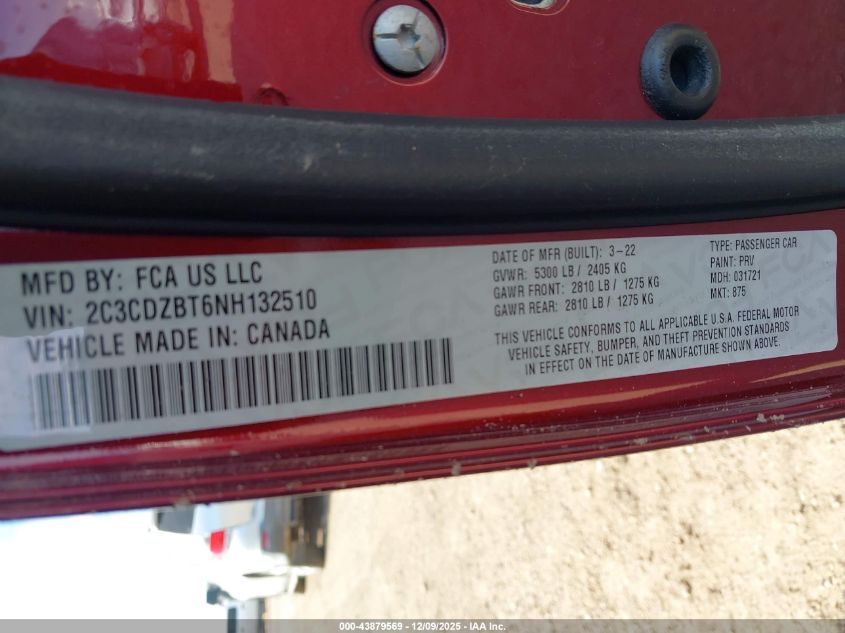 MFD BY: FCA US LLC
VIN: 2C3CDZBT6NH132510
VEHICLE MADE IN: CANADA
DATE OF MFR (BUILT): 3-22
GVWR: 5300 LB / 2405 KG
GAWR FRONT: 2810 LB / 1275 KG
GAWR REAR: 2810 LB / 1275 KG
TYPE: PASSENGER CAR
PAINT: PRV
MDH: 031721
MKT: 875
THIS VEHICLE CONFORMS TO ALL APPLICABLE U.S.A. FEDERAL MOTOR
VEHICLE SAFETY, BUMPER, AND THEFT PREVENTION STANDARDS
IN EFFECT ON THE DATE OF MANUFACTURE SHOWN ABOVE.
000-43879569 - 12/09/2025 - IAA Inc.